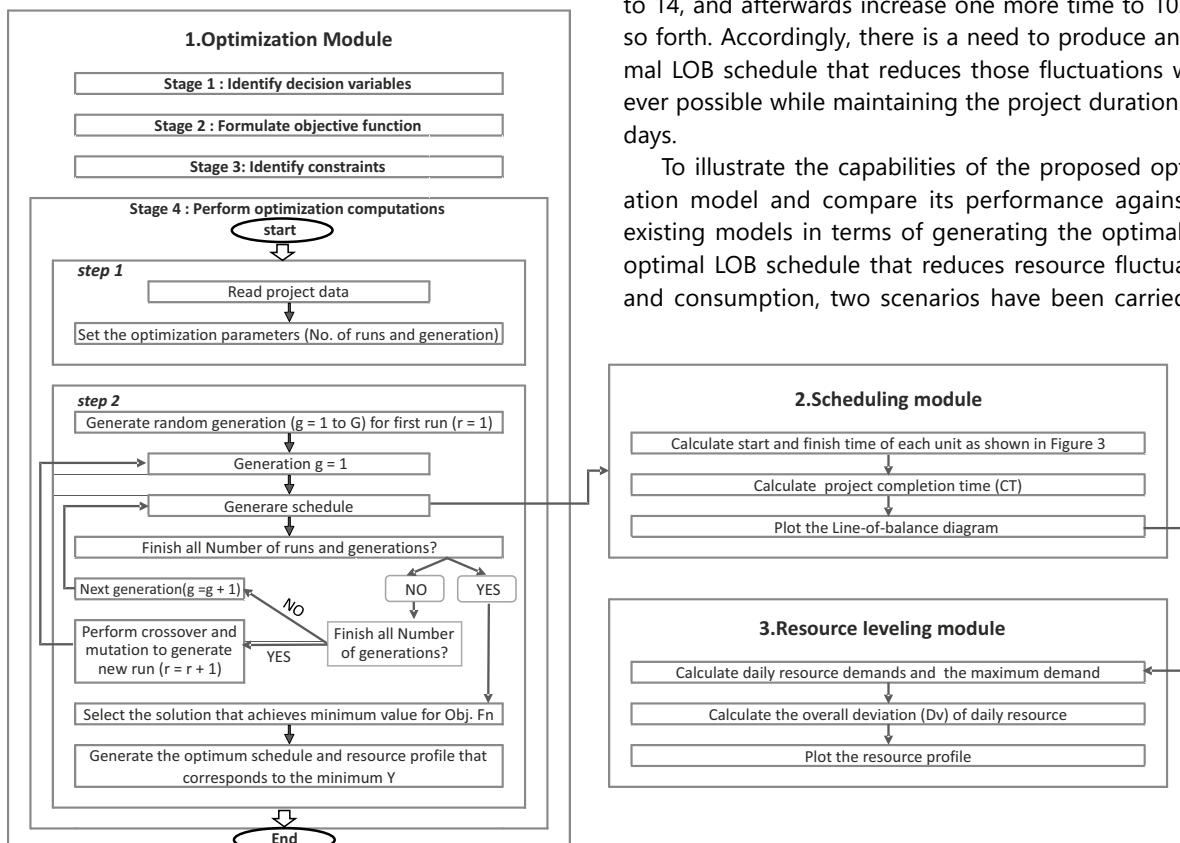 1.Optimization Module
Stage 1 : Identify decision variables
Stage 2 : Formulate objective function
Stage 3: Identify constraints
Stage 4 : Perform optimization computations
start
step 1
Read project data
Set the optimization parameters (No. of runs and generation)
step 2
Generate random generation (g = 1 to G) for first run (r = 1)
Generation g = 1
Generare schedule
Finish all Number of runs and generations?
NO
YES
Next generation(g =g + 1)
NO
Perform crossover and
mutation to generate
new run (r = r + 1)
YES
Finish all Number
of generations?
Select the solution that achieves minimum value for Obj. Fn
Generate the optimum schedule and resource profile that
corresponds to the minimum Y
End
to 14, and afterwards increase one more time to 10
so forth. Accordingly, there is a need to produce an
mal LOB schedule that reduces those fluctuations w
ever possible while maintaining the project duration
days.
To illustrate the capabilities of the proposed opt
ation model and compare its performance agains
existing models in terms of generating the optimal
optimal LOB schedule that reduces resource fluctua
and consumption, two scenarios have been carried
2.Scheduling module
Calculate start and finish time of each unit as shown in Figure 3
Calculate project completion time (CT)
Plot the Line-of-balance diagram
3.Resource leveling module
Calculate daily resource demands and the maximum demand
Calculate the overall deviation (Dv) of daily resource
Plot the resource profile